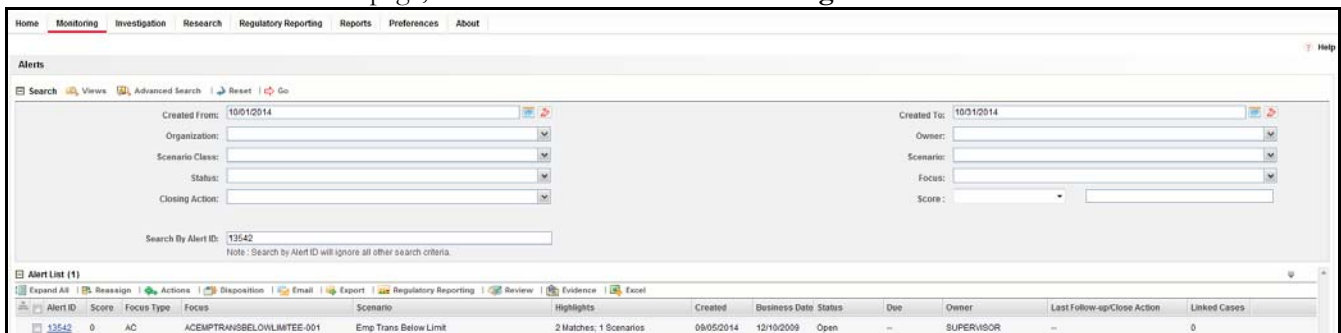 page,
Home Monitoring Investigation Research Regulatory Reporting Reports Preferences About
? Help
Alerts
Search Views Advanced Search Reset Go
Created From: 10/01/2014 Created To: 10/31/2014
Organization: Owner:
Scenario Class: Scenario:
Status: Focus:
Closing Action: Score :
Search By Alert ID: 13542
Note : Search by Alert ID will ignore all other search criteria.
Alert List (1)
Expand All Reassign Actions Disposition Email Export Regulatory Reporting Review Evidence Excel
Alert ID Score Focus Type Focus Scenario Highlights Created Business Date Status Due Owner Last Follow-up/Close Action Linked Cases
13542 0 AC ACEMPTRANSBELOWLIMITEE-001 Emp Trans Below Limit 2 Matches; 1 Scenarios 09/05/2014 12/10/2009 Open -- SUPERVISOR -- 0